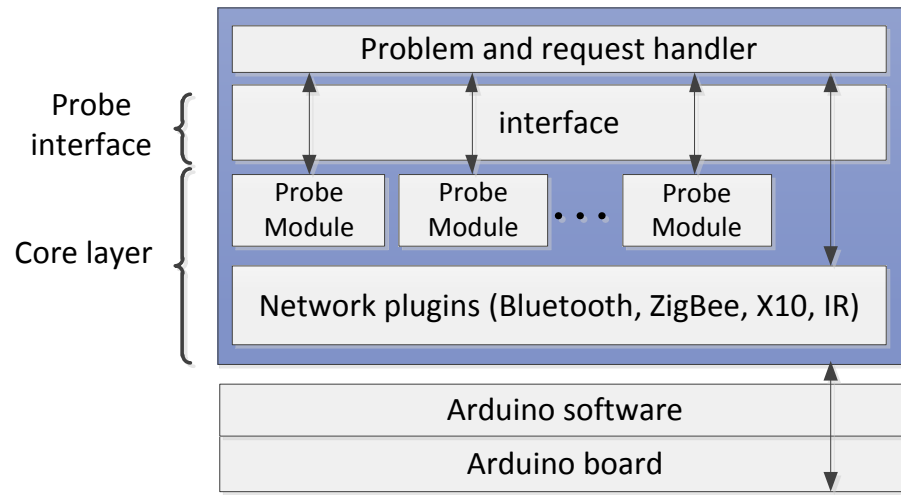 Problem and request handler
Probe
interface
interface
Probe
Module
Probe
Module
Probe
Module
Core layer
Network plugins (Bluetooth, ZigBee, X10, IR)
Arduino software
Arduino board